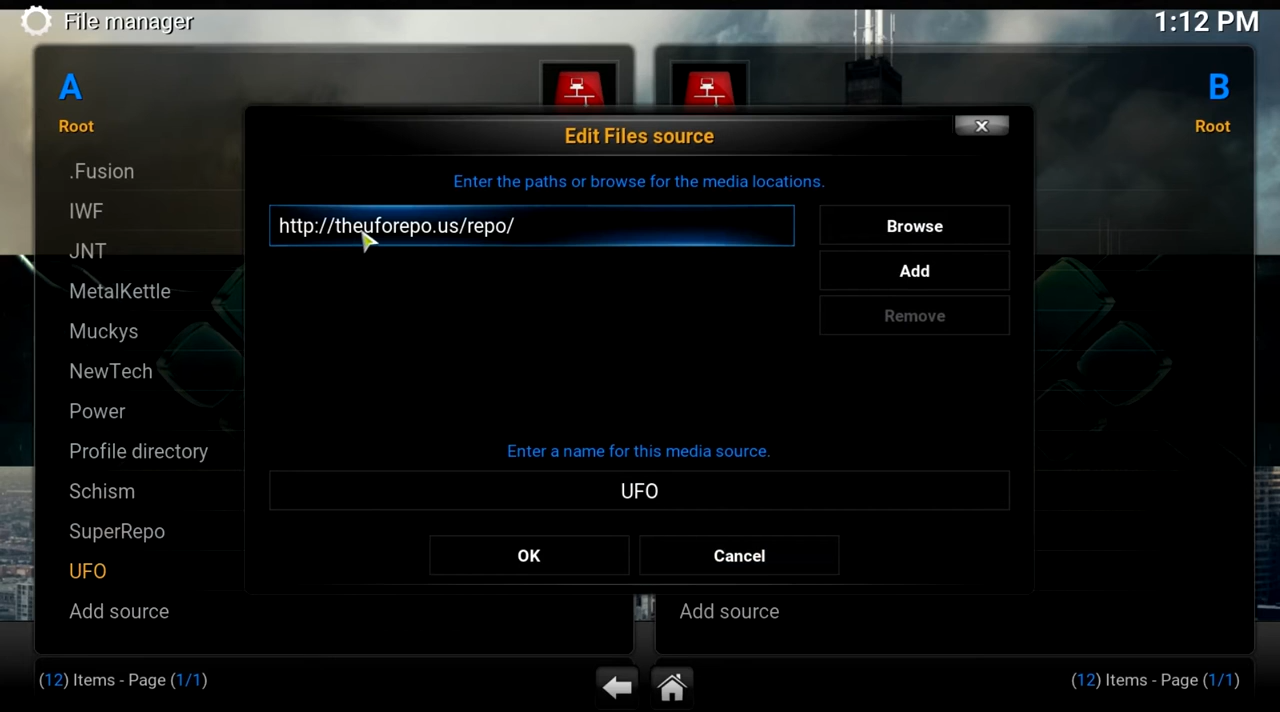 File manager
1:12 PM
A
B
Root
Root
Edit Files source
X
Enter the paths or browse for the media locations.
http://theuforepo.us/repo/
Browse
Add
Remove
.Fusion
IWF
JNT
MetalKettle
Muckys
NewTech
Power
Profile directory
Schism
SuperRepo
UFO
Add source
Enter a name for this media source.
UFO
OK
Cancel
Add source
(12) Items - Page (1/1)
(12) Items - Page (1/1)